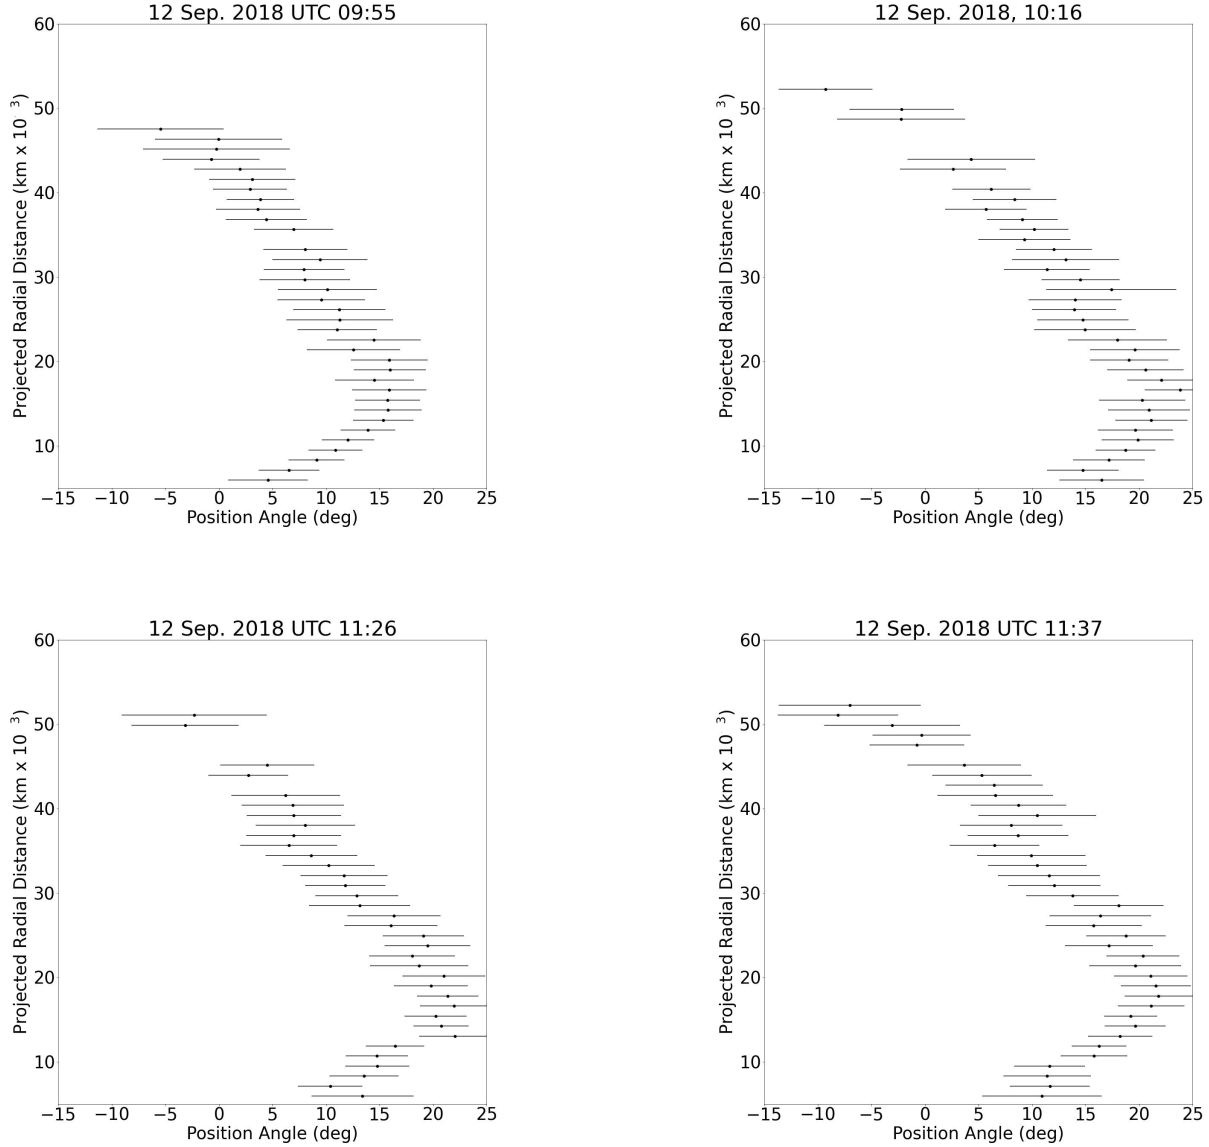 12 Sep. 2018 UTC 09:55
60
50
40
30
20
10
Projected Radial Distance (km x 10 ³)
−15 −10 −5 0 5 10 15 20 25
Position Angle (deg)
12 Sep. 2018, 10:16
60
50
40
30
20
10
Projected Radial Distance (km x 10 ³)
−15 −10 −5 0 5 10 15 20 25
Position Angle (deg)
12 Sep. 2018 UTC 11:26
60
50
40
30
20
10
Projected Radial Distance (km x 10 ³)
−15 −10 −5 0 5 10 15 20 25
Position Angle (deg)
12 Sep. 2018 UTC 11:37
60
50
40
30
20
10
Projected Radial Distance (km x 10 ³)
−15 −10 −5 0 5 10 15 20 25
Position Angle (deg)